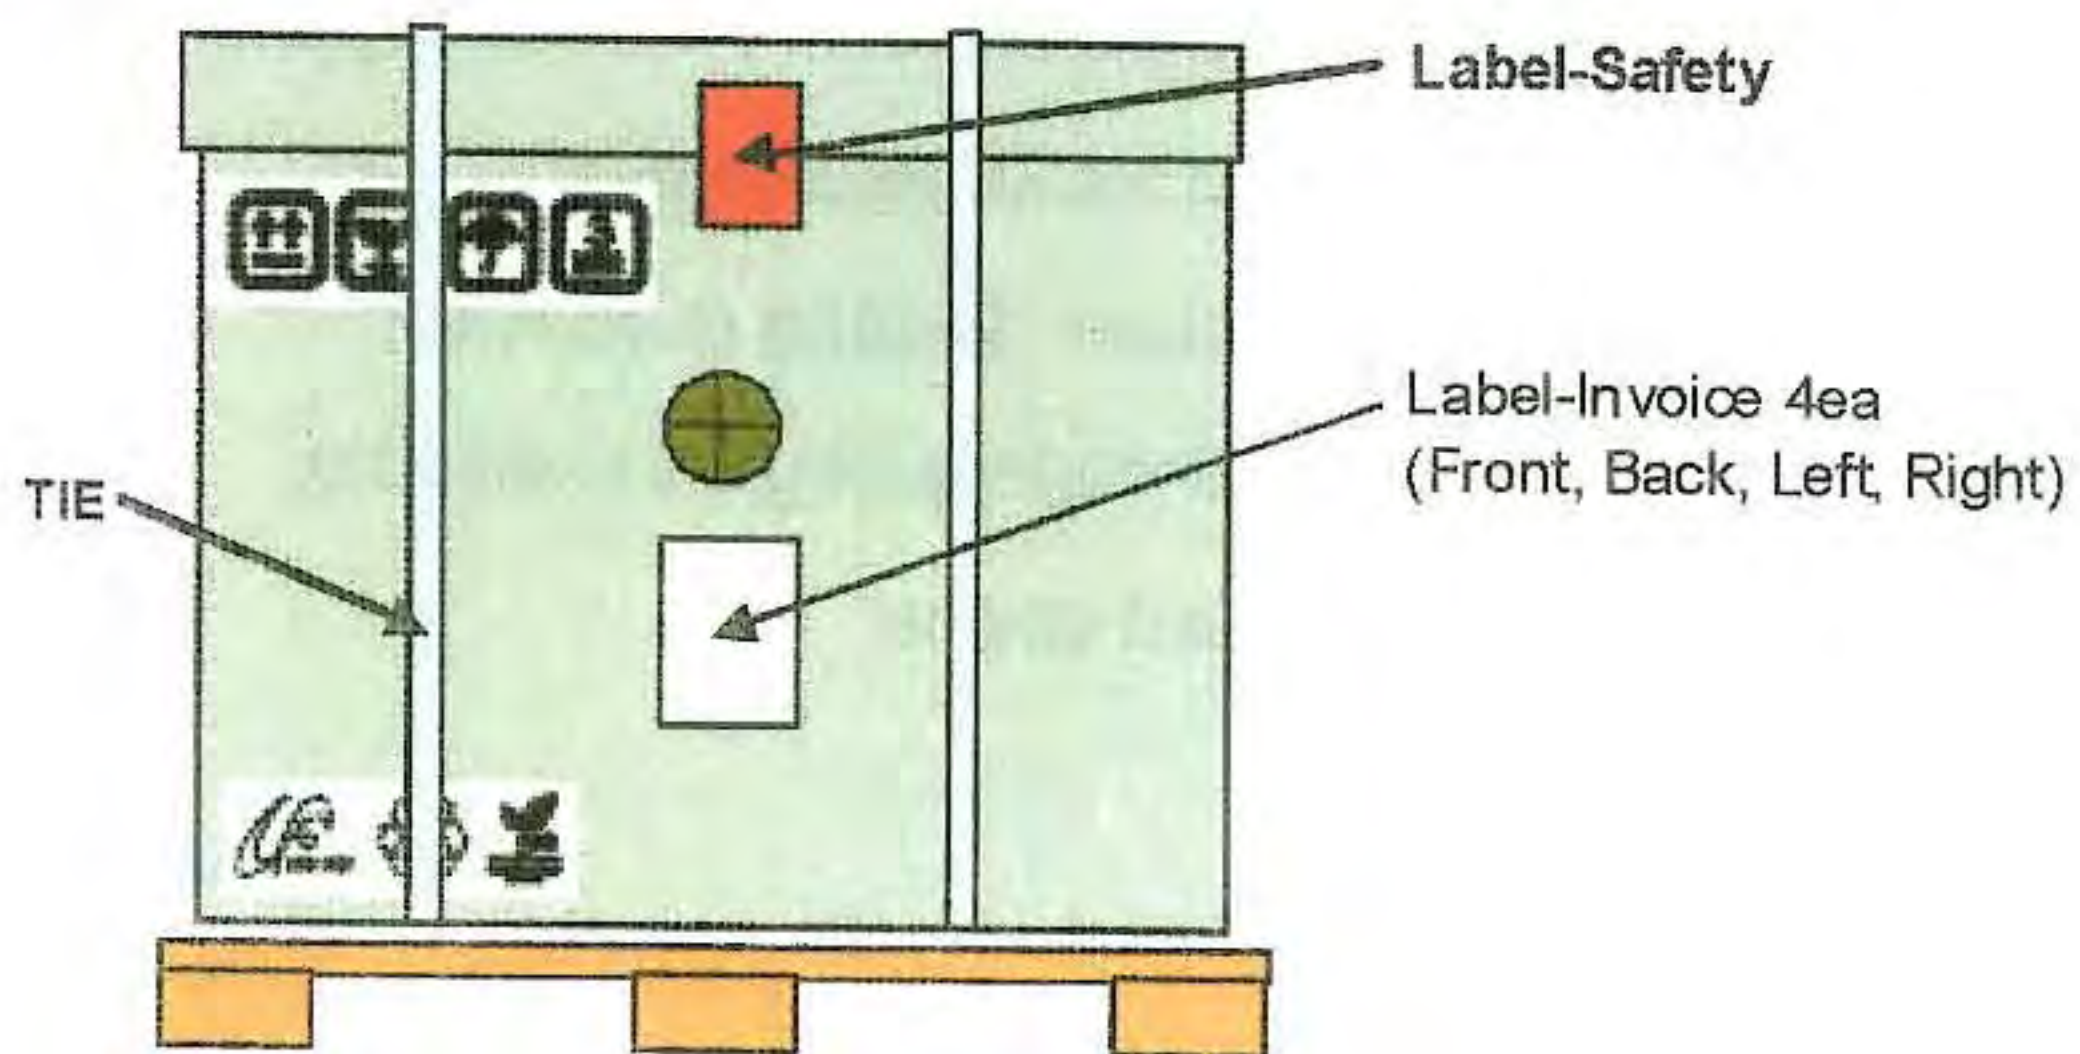 Label-Safety
Label-Invoice 4ea
(Front, Back, Left, Right)
TIE